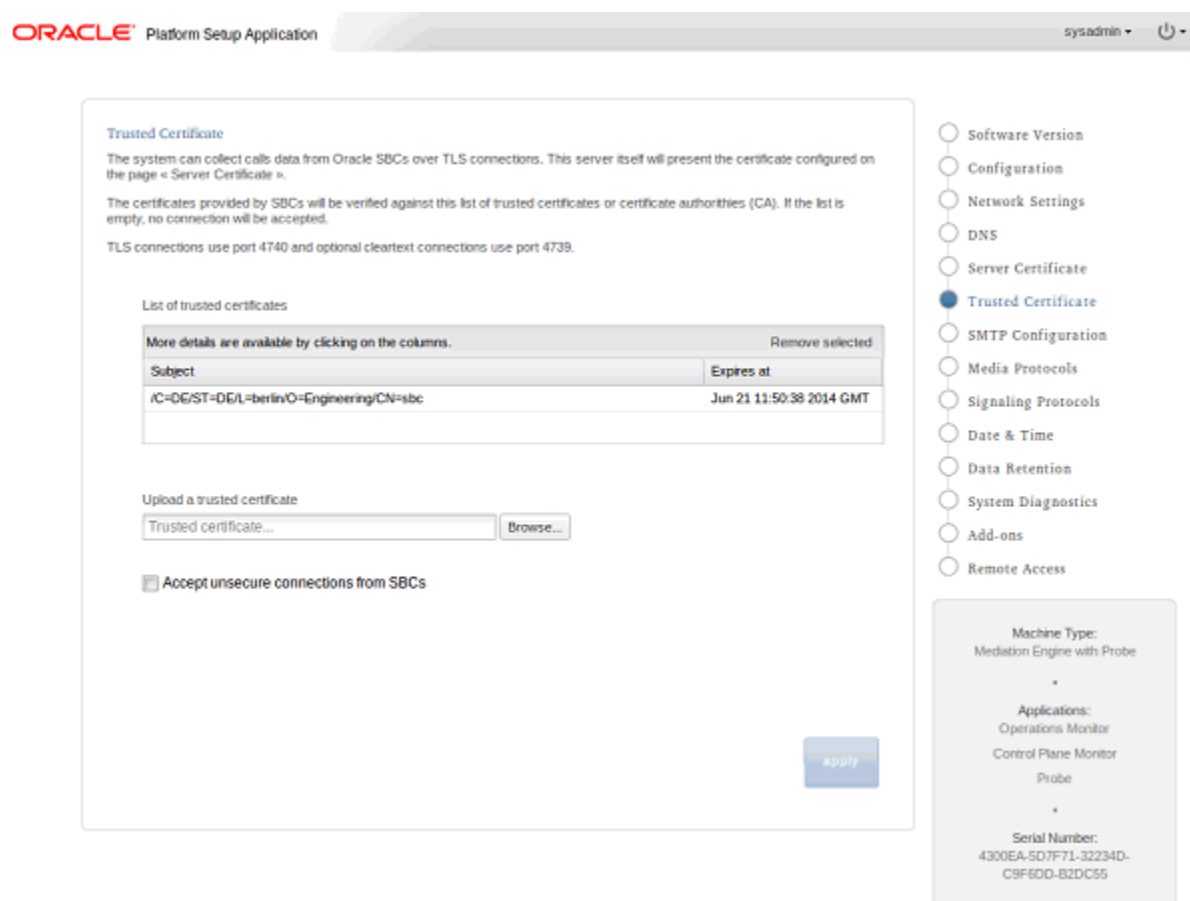 ORACLE Platform Setup Application
sysadmin
Trusted Certificate
The system can collect calls data from Oracle SBCs over TLS connections. This server itself will present the certificate configured on
the page « Server Certificate ».
The certificates provided by SBCs will be verified against this list of trusted certificates or certificate authorithies (CA). If the list is
empty, no connection will be accepted.
TLS connections use port 4740 and optional cleartext connections use port 4739.
List of trusted certificates
More details are available by clicking on the columns. Remove selected
Subject Expires at
/C=DE/ST=DE/L=berlin/O=Engineering/CN=sbc Jun 21 11:50:38 2014 GMT
Upload a trusted certificate
Trusted certificate... Browse...
Accept unsecure connections from SBCs
apply
Software Version
Configuration
Network Settings
DNS
Server Certificate
Trusted Certificate
SMTP Configuration
Media Protocols
Signaling Protocols
Date & Time
Data Retention
System Diagnostics
Add-ons
Remote Access
Machine Type:
Mediation Engine with Probe
Applications:
Operations Monitor
Control Plane Monitor
Probe
Serial Number:
4300EA-5D7F71-32234D-
C9F6DD-B2DC55